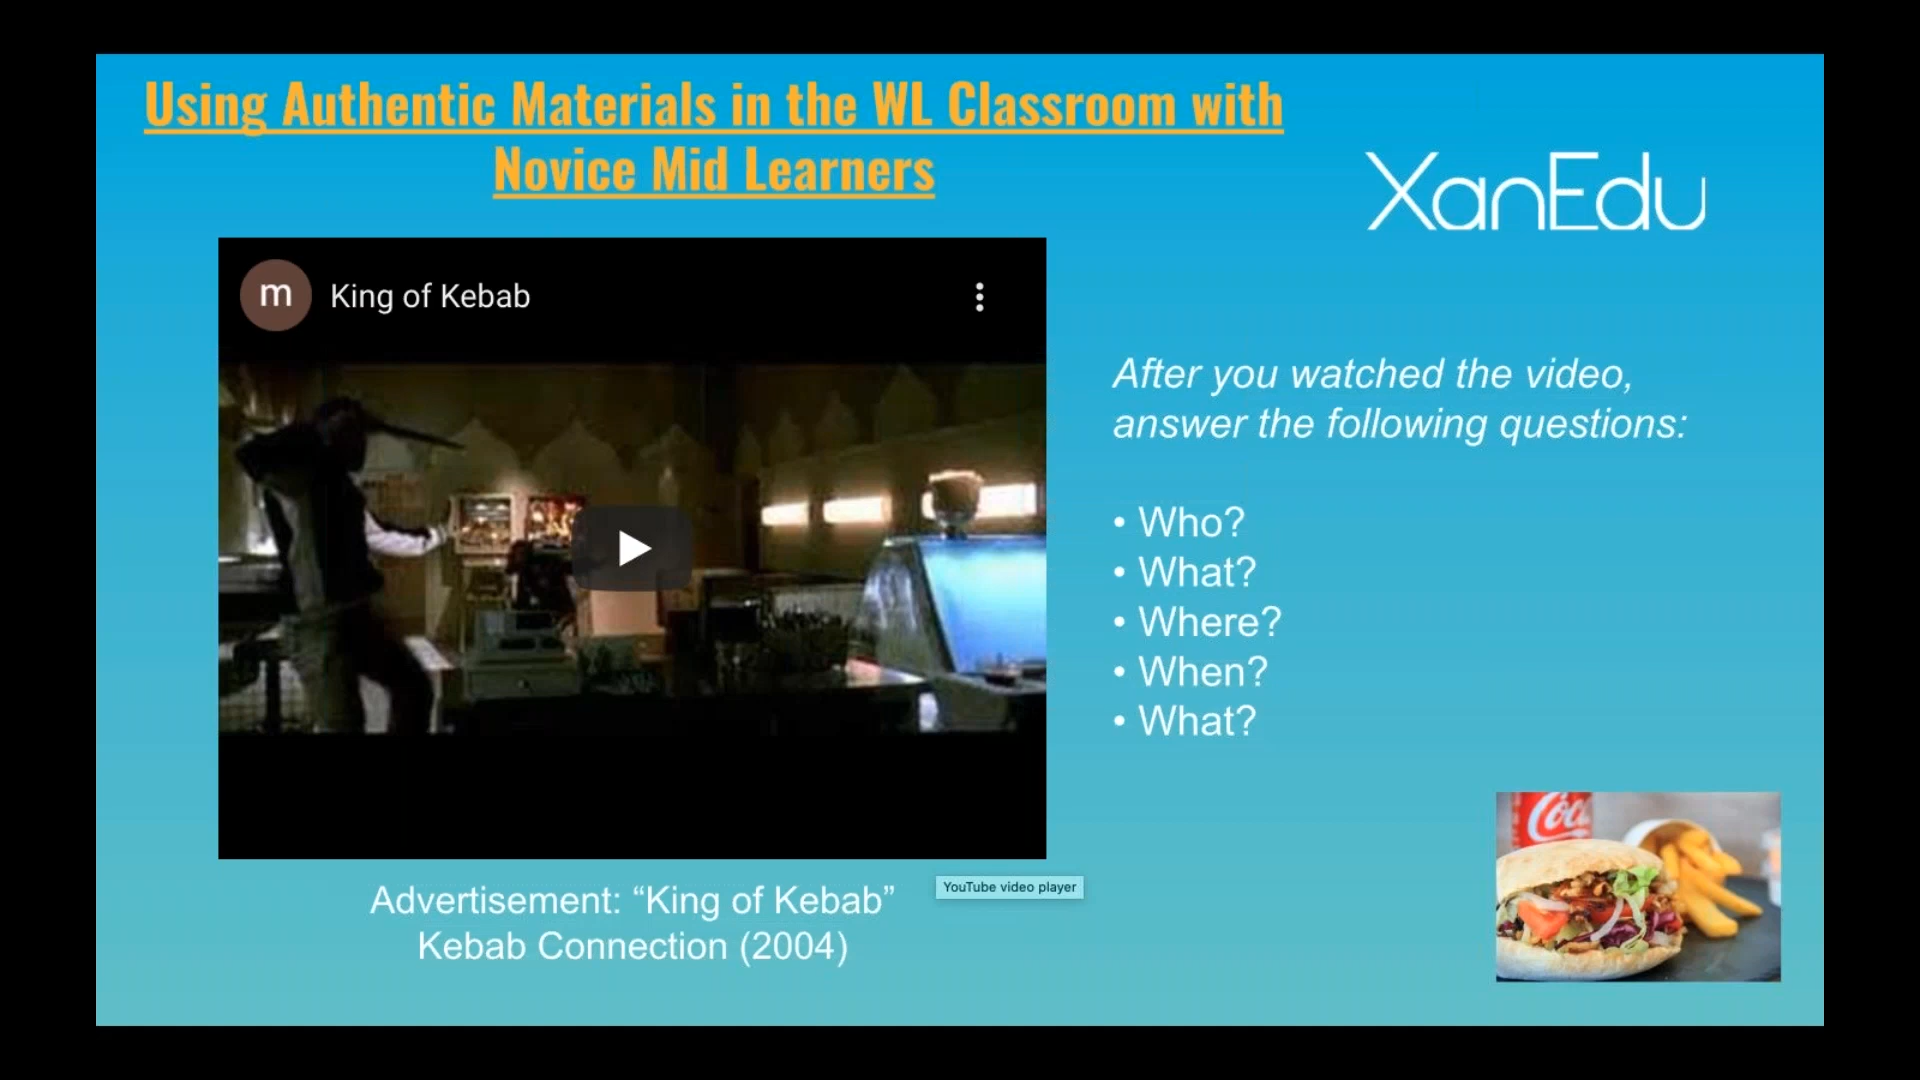 Using Authentic Materials in the WL Classroom with
Novice Mid Learners
XanEdu
m
King of Kebab
After you watched the video,
answer the following questions:
• Who?
• What?
• Where?
• When?
• What?
YouTube video player
Advertisement: “King of Kebab”
Kebab Connection (2004)